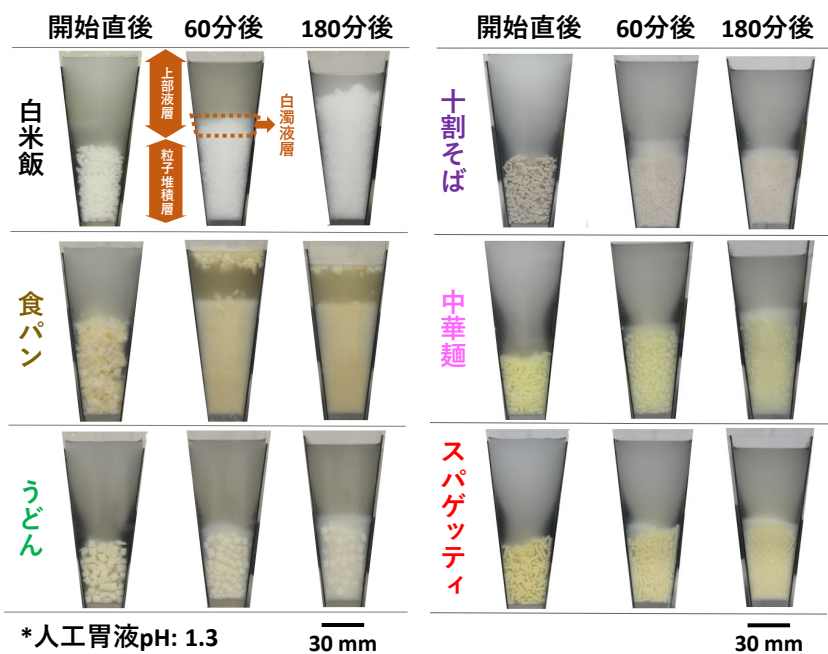 開始直後 60分後 180分後
白米飯
上部液層
粒子堆積層
白濁液層
食パン
うどん
*人工胃液pH: 1.3
30 mm
開始直後 60分後 180分後
十割そば
中華麺
スパゲッティ
30 mm